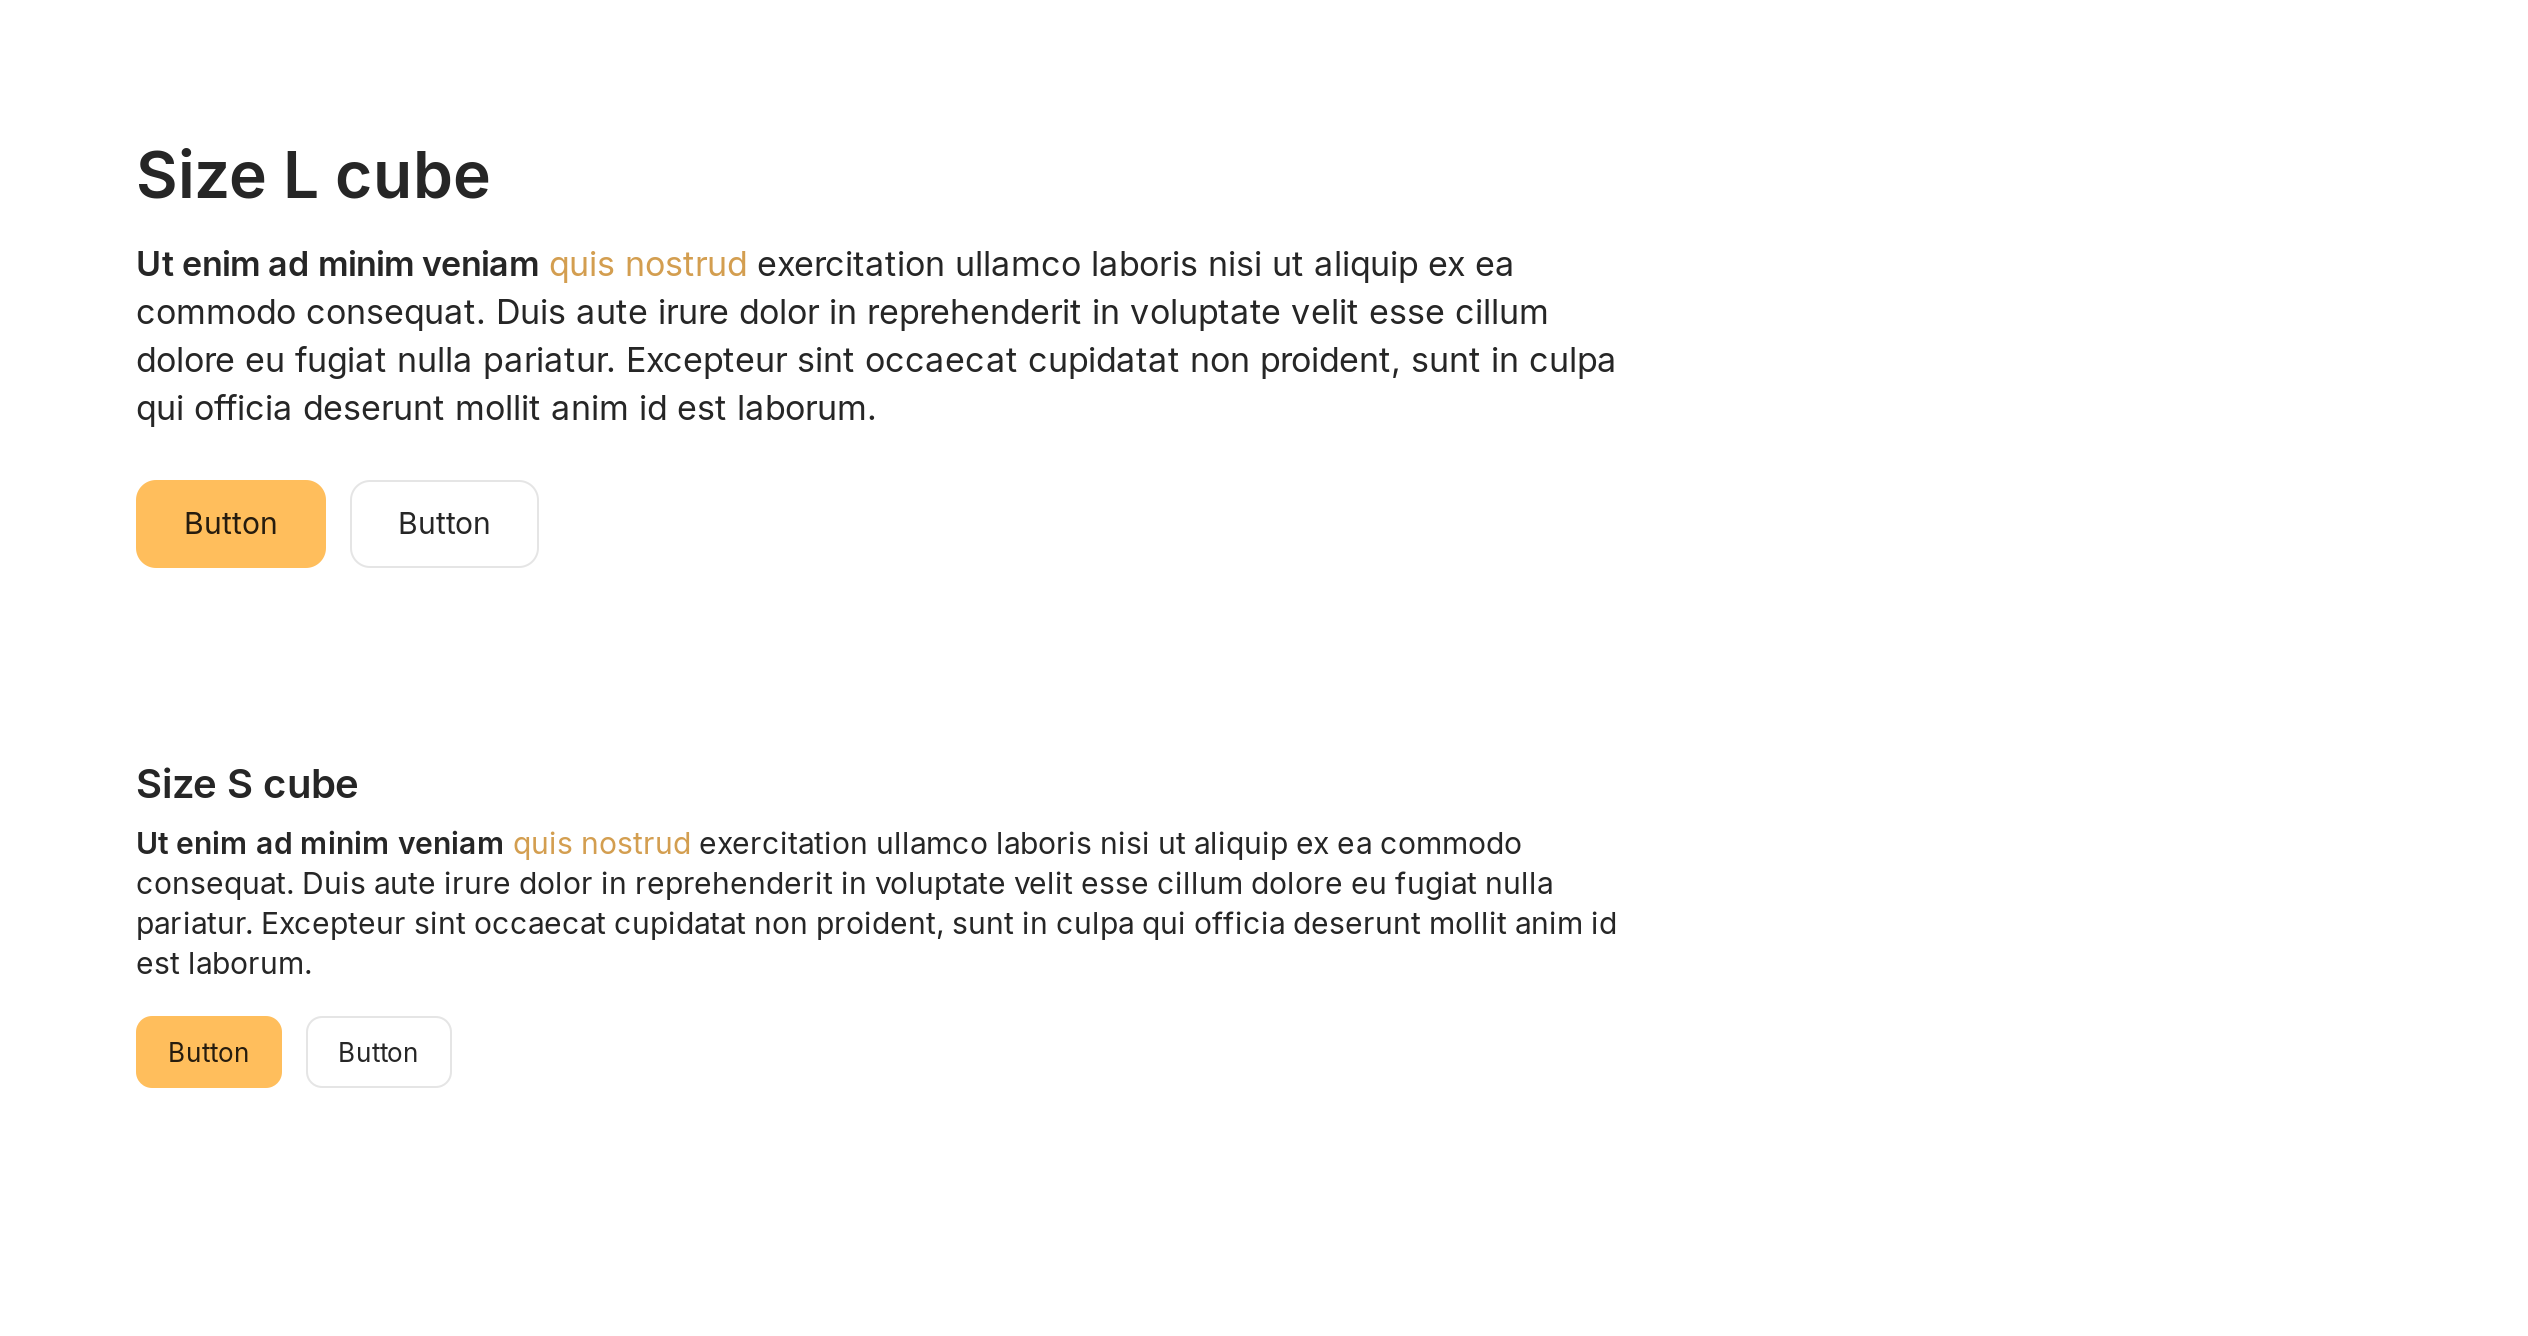 Size L cube
Ut enim ad minim veniam quis nostrud exercitation ullamco laboris nisi ut aliquip ex ea
commodo consequat. Duis aute irure dolor in reprehenderit in voluptate velit esse cillum
dolore eu fugiat nulla pariatur. Excepteur sint occaecat cupidatat non proident, sunt in culpa
qui officia deserunt mollit anim id est laborum.
Button Button
Size S cube
Ut enim ad minim veniam quis nostrud exercitation ullamco laboris nisi ut aliquip ex ea commodo
consequat. Duis aute irure dolor in reprehenderit in voluptate velit esse cillum dolore eu fugiat nulla
pariatur. Excepteur sint occaecat cupidatat non proident, sunt in culpa qui officia deserunt mollit anim id
est laborum.
Button Button